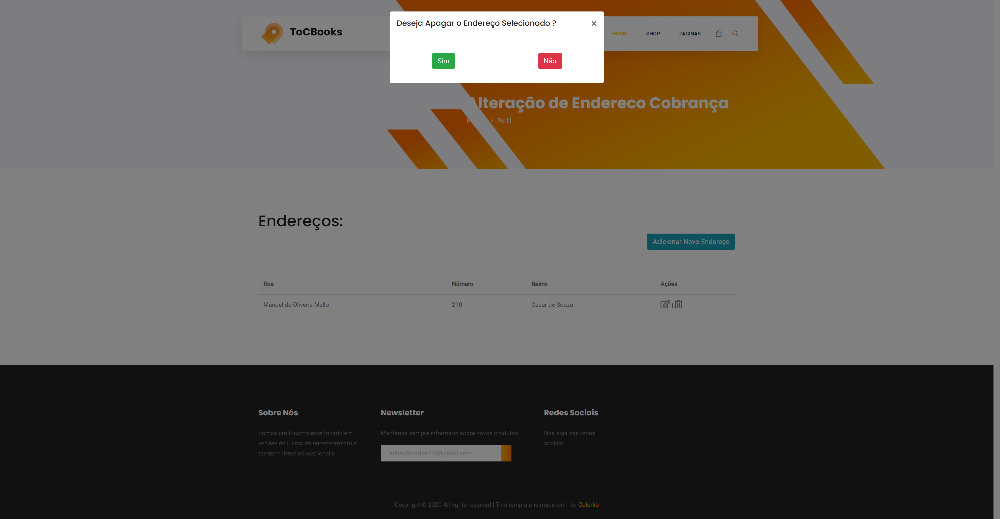 Deseja Apagar o Endereço Selecionado ?
×
Sim
Não
ToCBooks
HOME
SHOP
PÁGINAS
Alteração de Endereco Cobrança
Perfil
Endereços:
Adicionar Novo Endereço
Rua Número Bairro Ações
Manoel de Oliveira Mello 210 Cesar de Souza |
Sobre Nós
Somos um E-commerce focado em
vendas de Livros de entreterimento e
também livros educacionaiis
Newsletter
Mantenha sempre informado sobre novos produtos
eduardocarlos456@gmail.com
Redes Sociais
Nos siga nas redes
sociais
Copyright © 2020 All rights reserved | This template is made with by Colorlib